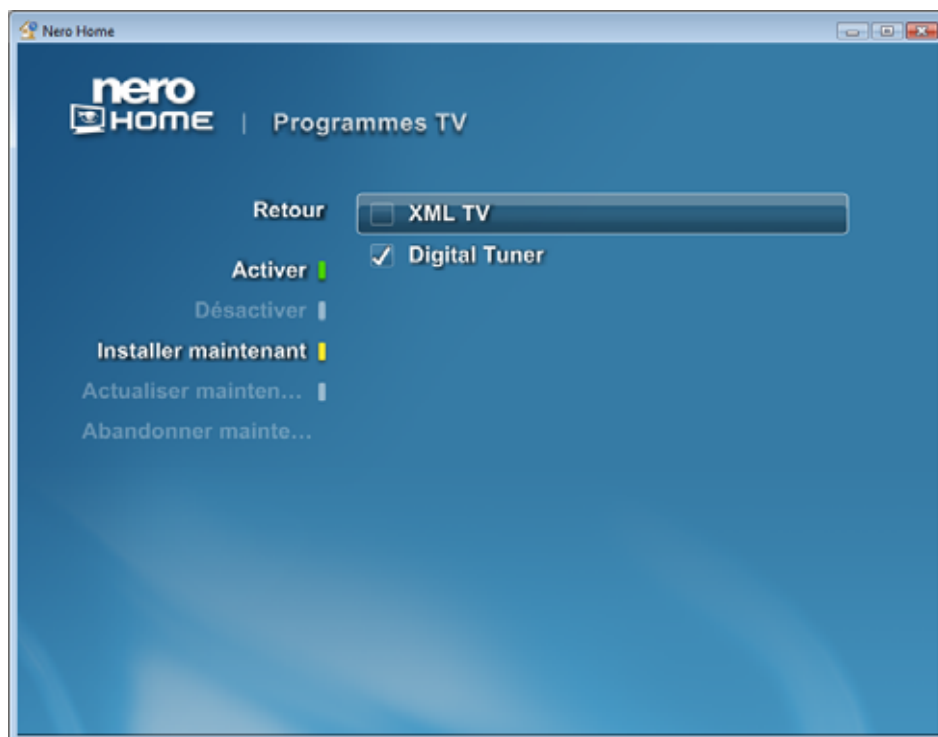 Nero Home
nero
HOME | Programmes TV
Retour
XML TV
Digital Tuner
Activer
Désactiver
Installer maintenant
Actualiser mainten...
Abandonner mainte...